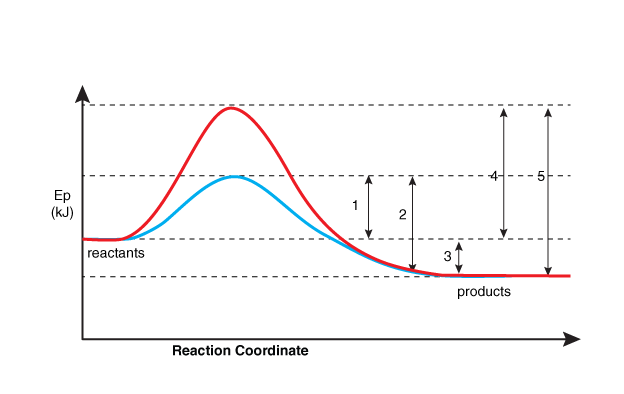 4
5
Ep
(kJ)
1
2
reactants
3
products
Reaction Coordinate